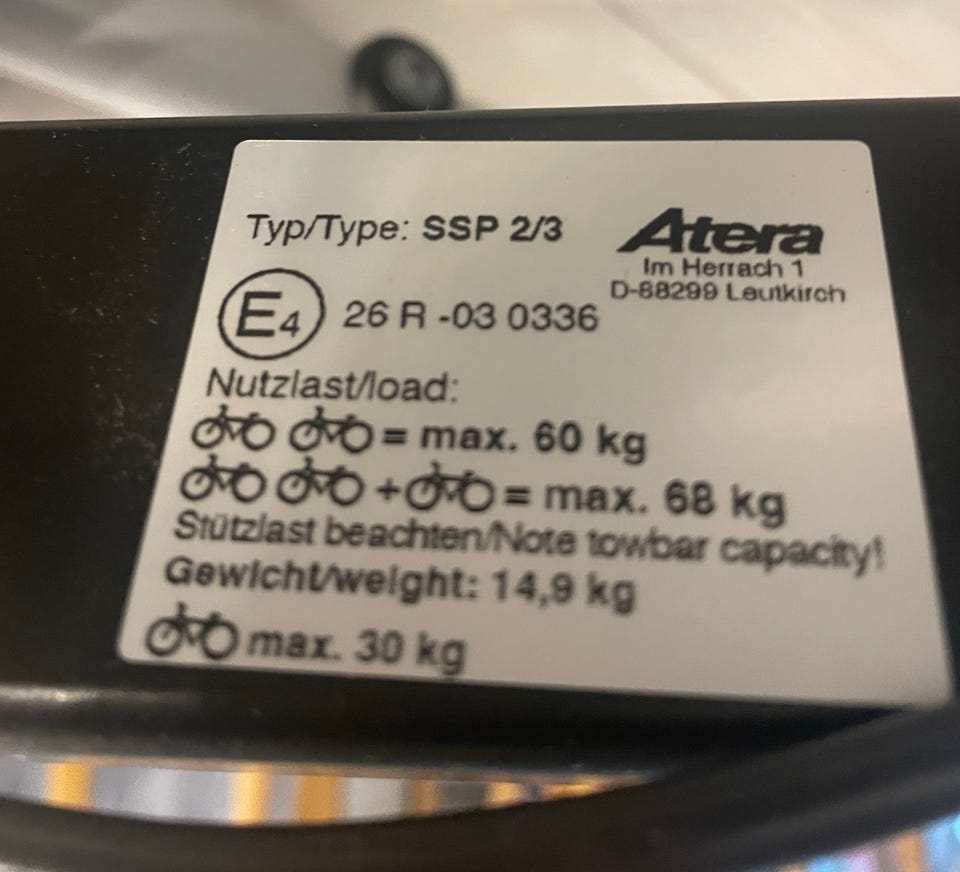 Typ/Type: SSP 2/3
Atera
Im Herrach 1
D-88299 Leutkirch
E4 26 R -03 0336
Nutzlast/load:
= max. 60 kg
+ = max. 68 kg
Stützlast beachten/Note towbar capacity!
Gewicht/weight: 14,9 kg
max. 30 kg